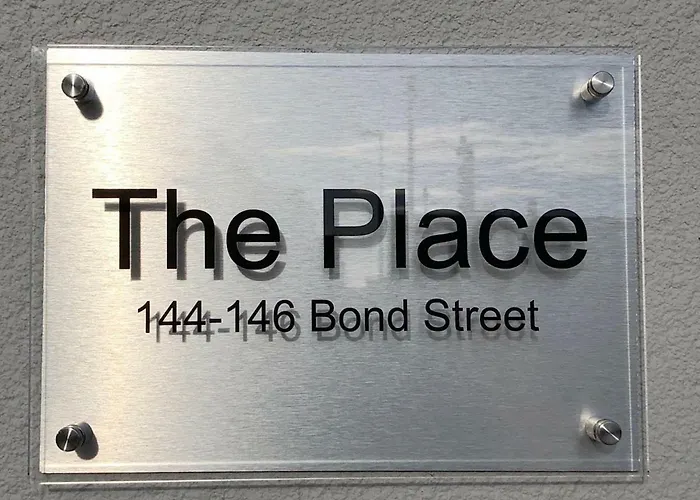 The Place
144-146 Bond Street